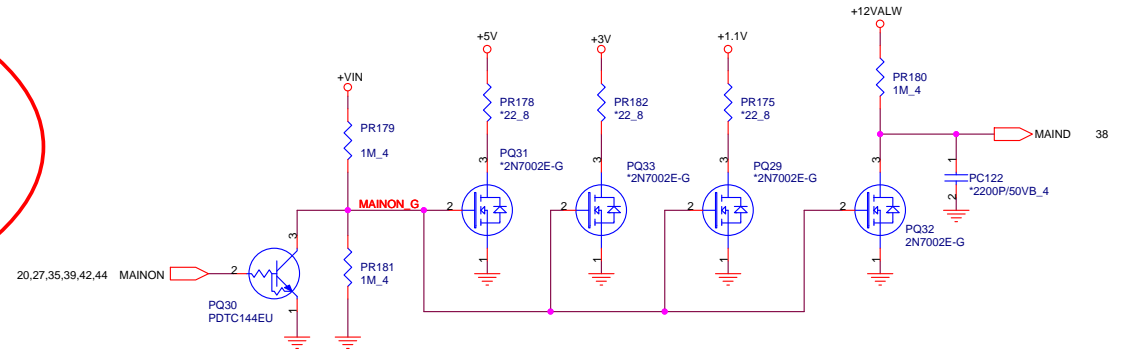 +12VALW
+5V
+3V
+1.1V
+VIN
PR180
1M_4
PR178
*22_8
PR182
*22_8
PR175
*22_8
PR179
1M_4
MAIND 38
3
PQ31
*2N7002E-G
3
PQ33
*2N7002E-G
3
PQ29
*2N7002E-G
3
1
PC122
*2200P/50VB_4
2
MAINON_G
2
2
2
2
PQ32
2N7002E-G
3
1
1
1
1
20,27,35,39,42,44 MAINON
2
PR181
1M_4
PQ30
PDTC144EU
1